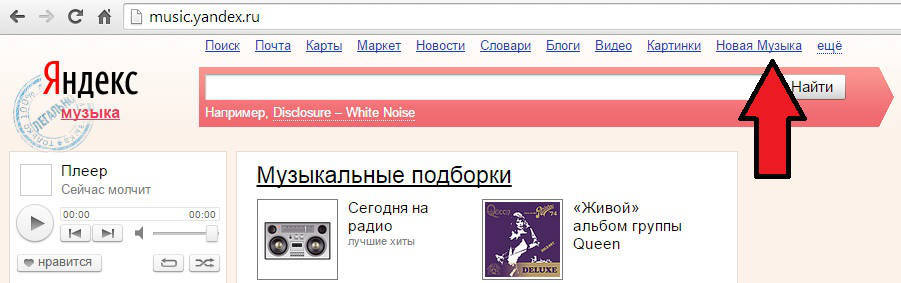 music.yandex.ru
Поиск Почта Карты Маркет Новости Словари Блоги Видео Картинки Новая Музыка ещё
Яндекс
музыка
Найти
Например, Disclosure – White Noise
Плеер
Сейчас молчит
00:00 00:00
нравится
Музыкальные подборки
Сегодня на
радио
лучшие хиты
«Живой»
альбом группы
Queen
QUEEN
DELUXE